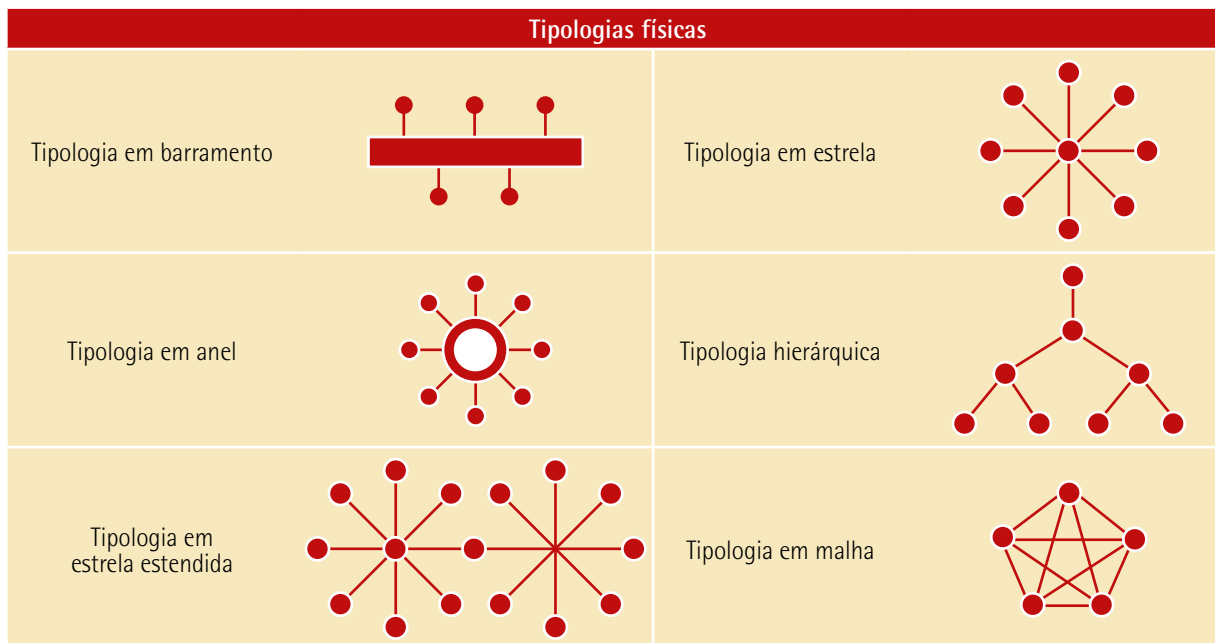 Tipologias físicas
Tipologia em barramento
Tipologia em estrela
Tipologia em anel
Tipologia hierárquica
Tipologia em
estrela estendida
Tipologia em malha